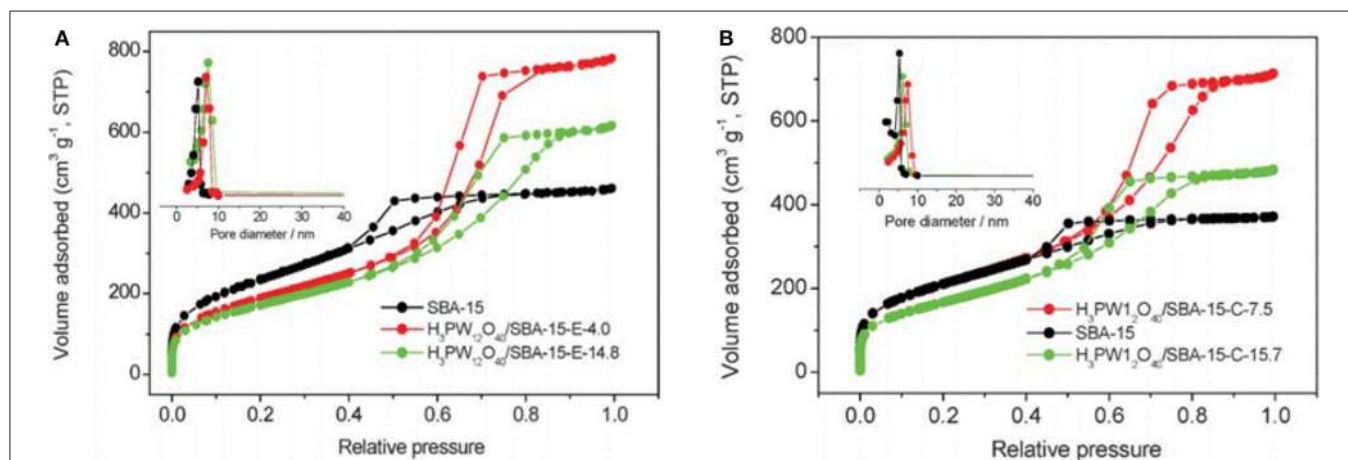 A
800
600
400
200
0
Volume adsorbed (cm³ g⁻¹, STP)
0 10 20 30 40
Pore diameter / nm
SBA-15
H₃PW₁₂O₄₀/SBA-15-E-4.0
H₃PW₁₂O₄₀/SBA-15-E-14.8
0.0 0.2 0.4 0.6 0.8 1.0
Relative pressure
B
800
600
400
200
0
Volume adsorbed (cm³ g⁻¹, STP)
0 10 20 30 40
Pore diameter / nm
H₃PW1₂O₄₀/SBA-15-C-7.5
SBA-15
H₃PW1₂O₄₀/SBA-15-C-15.7
0.0 0.2 0.4 0.6 0.8 1.0
Relative pressure